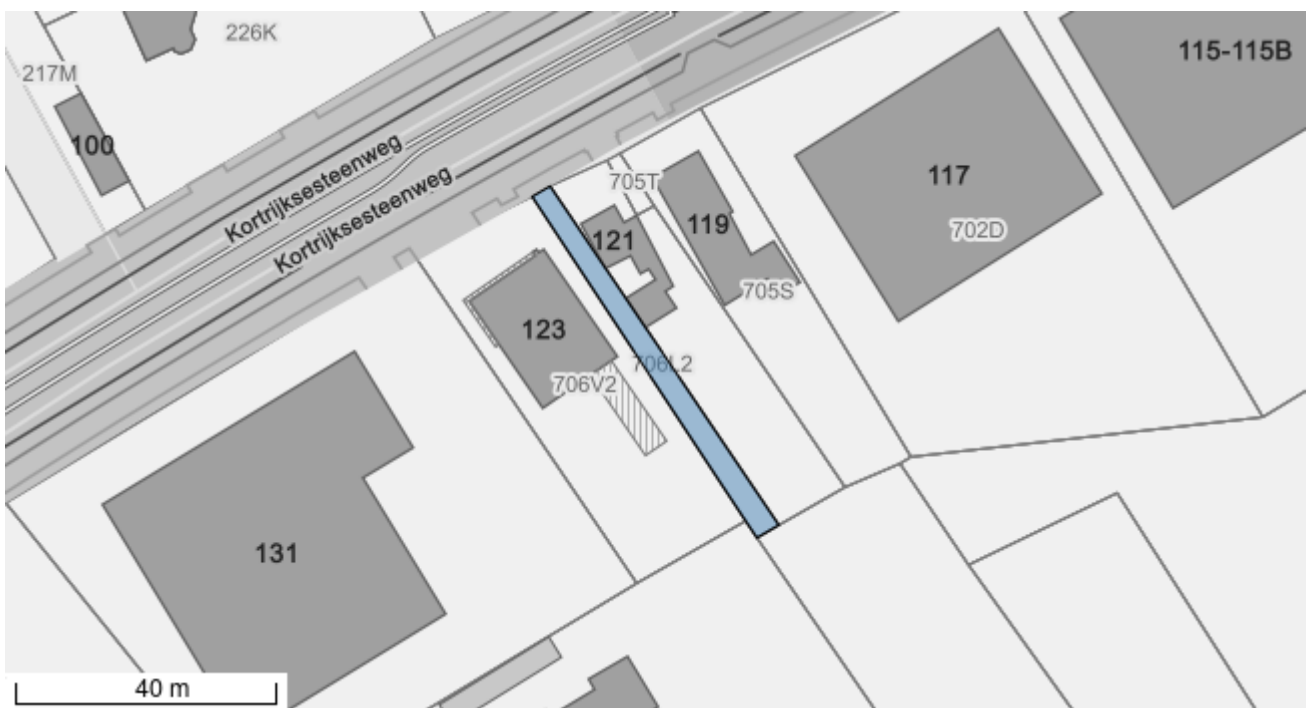 226K
217M
115-115B
100
Kortrijksesteenweg
117
705T
Kortrijksesteenweg
119
702D
121
705S
123
706L2
706V2
131
40 m